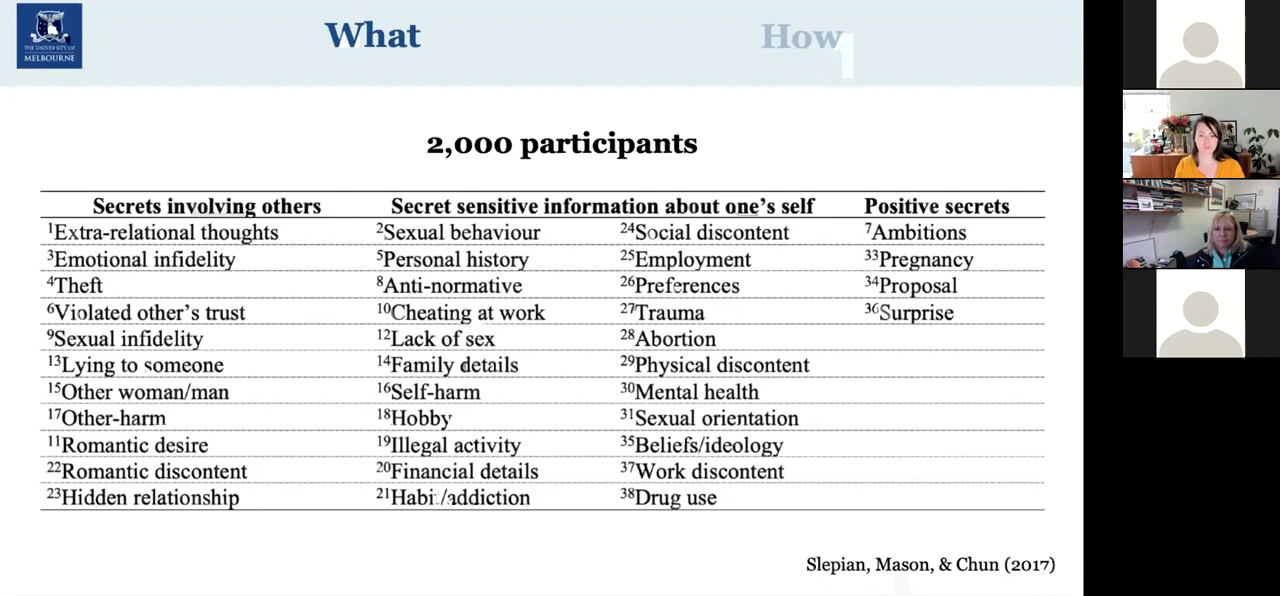 THE UNIVERSITY OF
MELBOURNE
What
How
2,000 participants
Secrets involving others Secret sensitive information about one's self Positive secrets
1Extra-relational thoughts 2Sexual behaviour 24Social discontent 7Ambitions
3Emotional infidelity 5Personal history 25Employment 33Pregnancy
4Theft 8Anti-normative 26Preferences 34Proposal
6Violated other's trust 10Cheating at work 27Trauma 36Surprise
9Sexual infidelity 12Lack of sex 28Abortion
13Lying to someone 14Family details 29Physical discontent
15Other woman/man 16Self-harm 30Mental health
17Other-harm 18Hobby 31Sexual orientation
11Romantic desire 19Illegal activity 35Beliefs/ideology
22Romantic discontent 20Financial details 37Work discontent
23Hidden relationship 21Habit/addiction 38Drug use
Slepian, Mason, & Chun (2017)